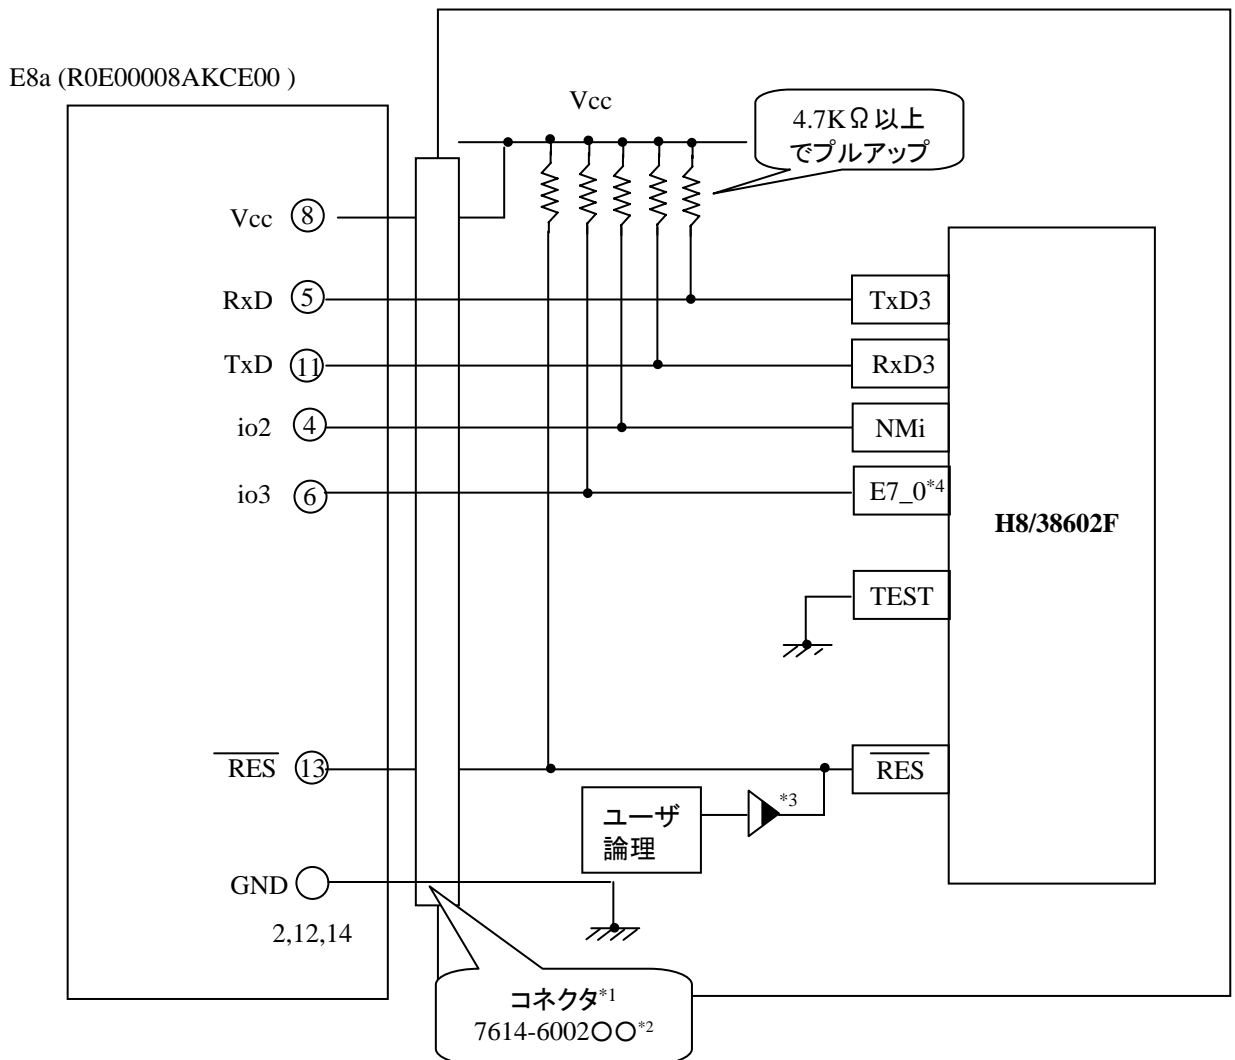 E8a (R0E00008AKCE00 )
Vcc
4.7KΩ以上
でプルアップ
Vcc 8
RxD 5
TxD3
TxD 11
RxD3
io2 4
NMi
io3 6
E7_0*4
H8/38602F
TEST
RES 13
RES
*3
ユーザ
論理
GND
2,12,14
コネクタ*1
7614-6002〇〇*2